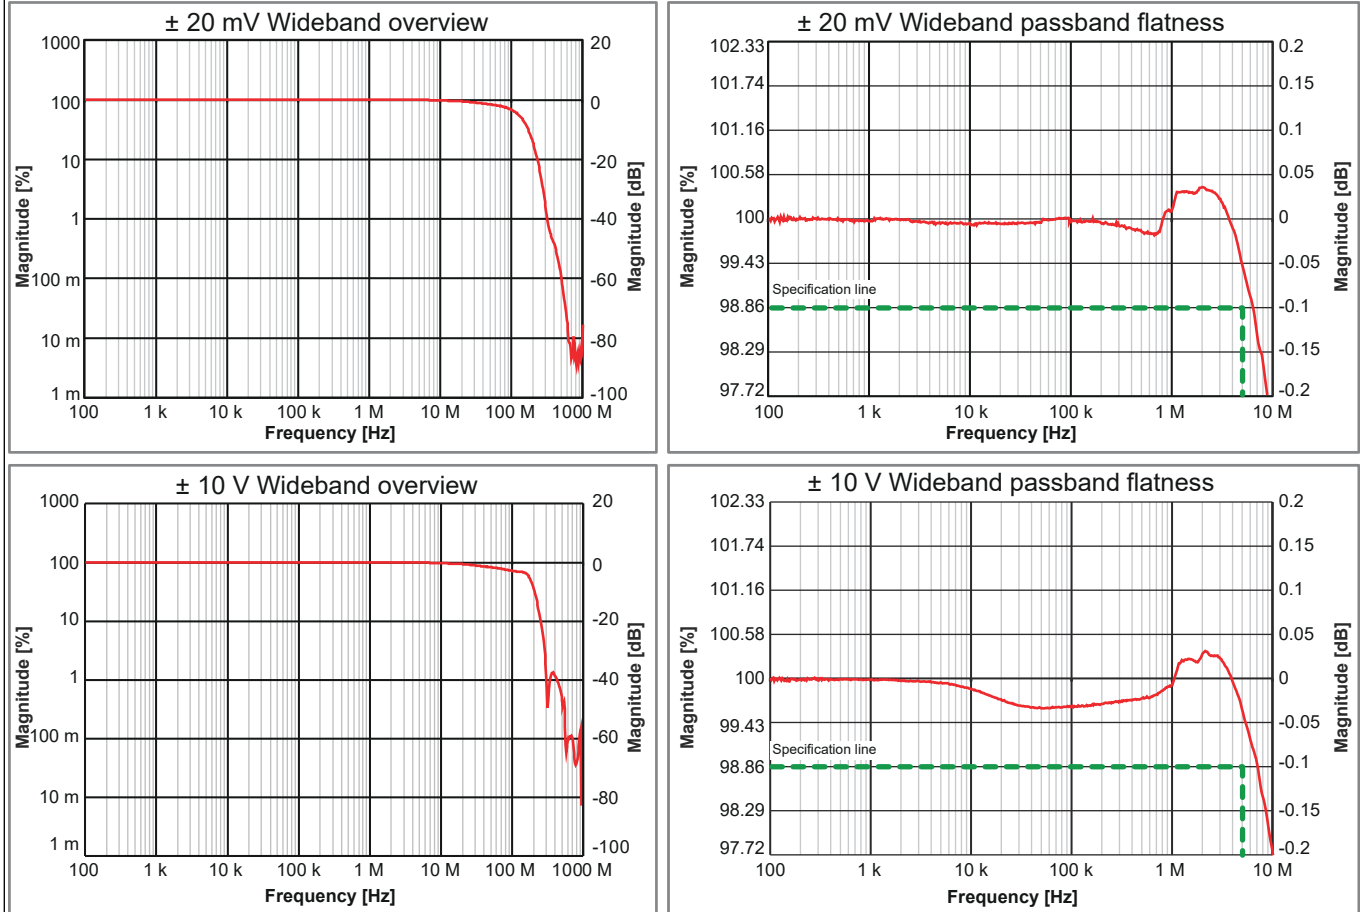 ± 20 mV Wideband overview
1000
100
10
1
100 m
10 m
1 m
Magnitude [%]
20
0
-20
-40
-60
-80
-100
Magnitude [dB]
100 1 k 10 k 100 k 1 M 10 M 100 M 1000 M
Frequency [Hz]
± 20 mV Wideband passband flatness
102.33
101.74
101.16
100.58
100
99.43
98.86
98.29
97.72
Magnitude [%]
Specification line
0.2
0.15
0.1
0.05
0
-0.05
-0.1
-0.15
-0.2
Magnitude [dB]
100 1 k 10 k 100 k 1 M 10 M
Frequency [Hz]
± 10 V Wideband overview
1000
100
10
1
100 m
10 m
1 m
Magnitude [%]
20
0
-20
-40
-60
-80
-100
Magnitude [dB]
100 1 k 10 k 100 k 1 M 10 M 100 M 1000 M
Frequency [Hz]
± 10 V Wideband passband flatness
102.33
101.74
101.16
100.58
100
99.43
98.86
98.29
97.72
Magnitude [%]
Specification line
0.2
0.15
0.1
0.05
0
-0.05
-0.1
-0.15
-0.2
Magnitude [dB]
100 1 k 10 k 100 k 1 M 10 M
Frequency [Hz]